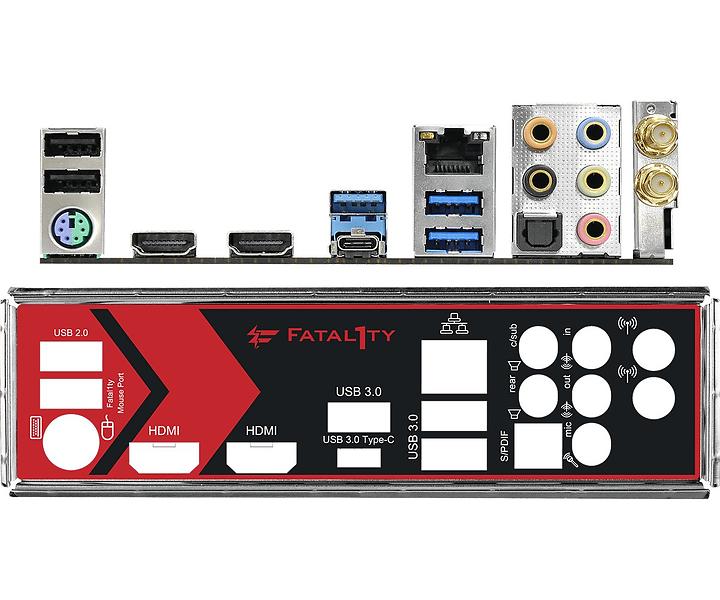 USB 2.0
Fatal1ty
Mouse Port
HDMI
HDMI
FATAL1TY
USB 3.0
USB 3.0 Type-C
USB 3.0
c/sub
in
rear
out
S/PDIF
mic